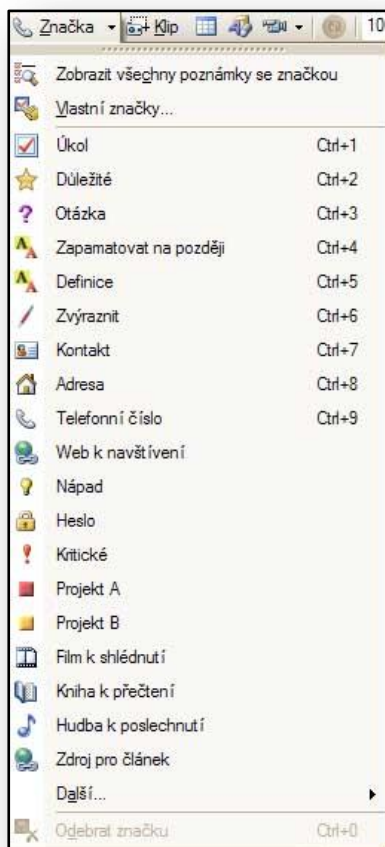 Značka Klip 10
Zobrazit všechny poznámky se značkou
Vlastní značky...
Úkol Ctrl+1
Důležité Ctrl+2
Otázka Ctrl+3
Zapamatovat na později Ctrl+4
Definice Ctrl+5
Zvýraznit Ctrl+6
Kontakt Ctrl+7
Adresa Ctrl+8
Telefonní číslo Ctrl+9
Web k navštívení
Nápad
Heslo
Kritické
Projekt A
Projekt B
Film k shlédnutí
Kniha k přečtení
Hudba k poslechnutí
Zdroj pro článek
Další...
Odebrat značku Ctrl+0